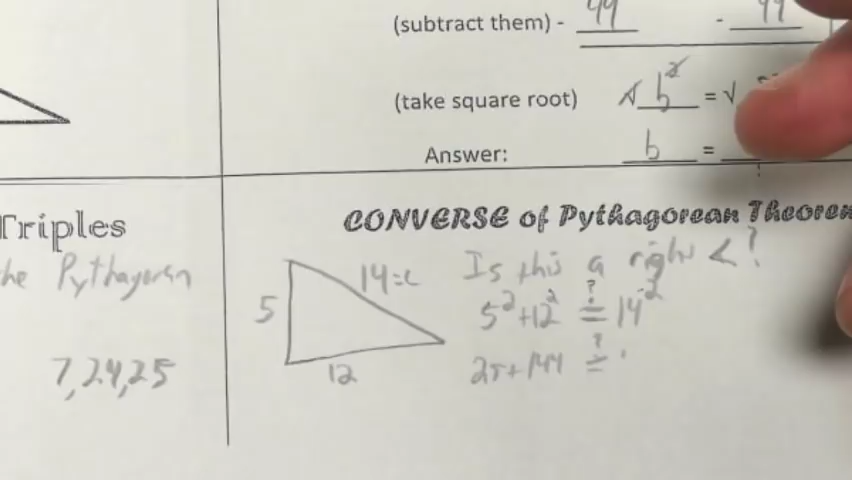 (subtract them) - 49 - 49
(take square root) √b² = √
Answer: b =
Triples
the Pythagorean
7,24,25
CONVERSE of Pythagorean Theorem
5
14=c
12
Is this a right <?
5²+12² ≟ 14²
25+144 ≟